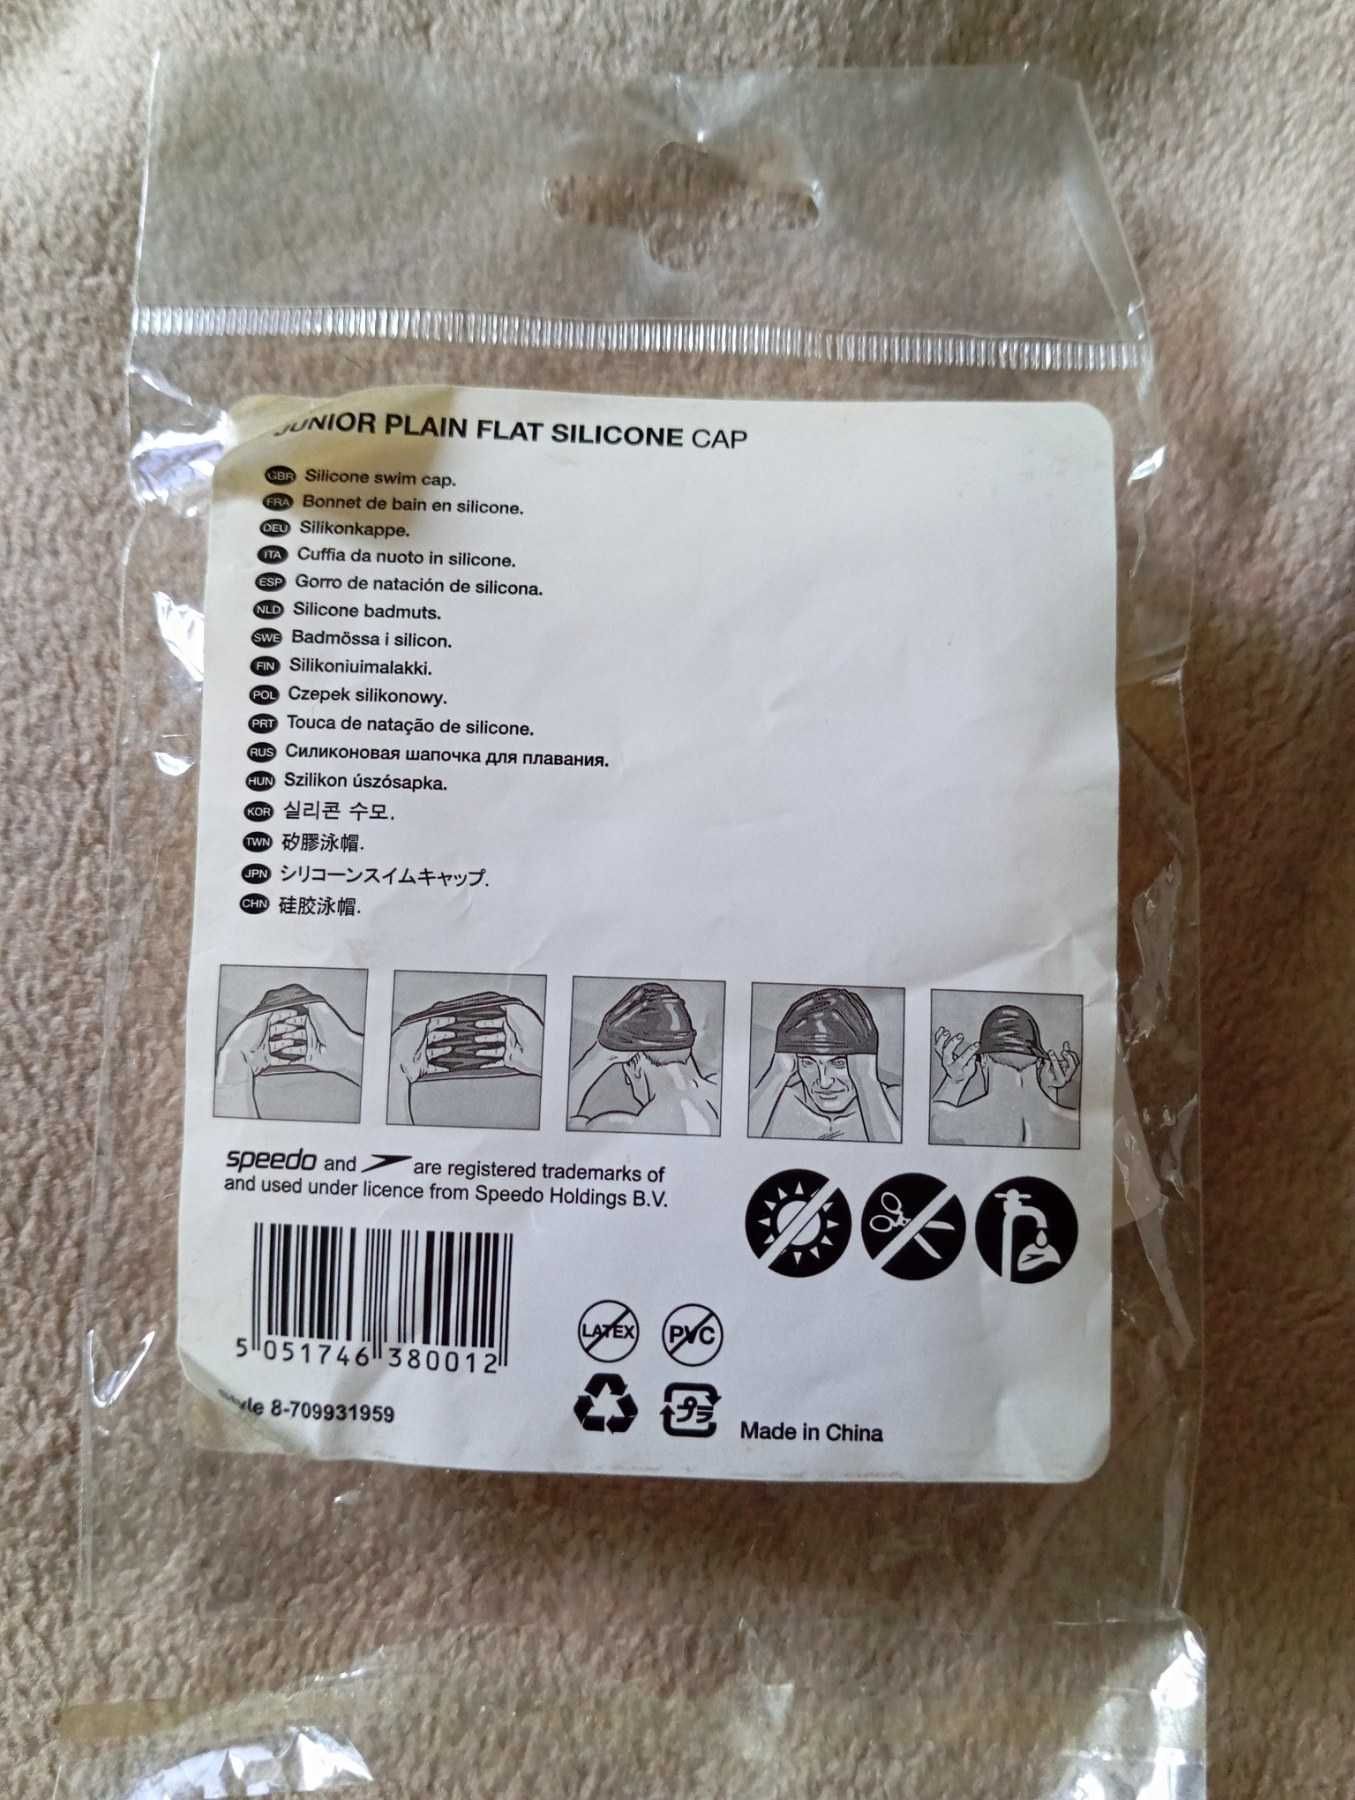 JUNIOR PLAIN FLAT SILICONE CAP
GBR Silicone swim cap.
FRA Bonnet de bain en silicone.
DEU Silikonkappe.
ITA Cuffia da nuoto in silicone.
ESP Gorro de natación de silicona.
NLD Silicone badmuts.
SWE Badmössa i silicon.
FIN Silikoniuimalakki.
POL Czepek silikonowy.
PRT Touca de natação de silicone.
RUS Силиконовая шапочка для плавания.
HUN Szilikon úszósapka.
KOR 실리콘 수모.
TWN 矽膠泳帽.
JPN シリコーンスイムキャップ.
CHN 硅胶泳帽.
speedo and are registered trademarks of
and used under licence from Speedo Holdings B.V.
5 051746 380012
style 8-709931959
LATEX PVC
プラ
Made in China